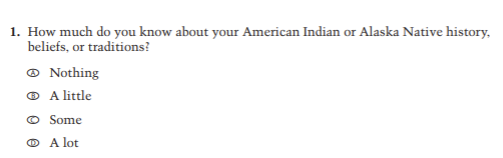 1. How much do you know about your American Indian or Alaska Native history,
beliefs, or traditions?
A Nothing
B A little
C Some
D A lot